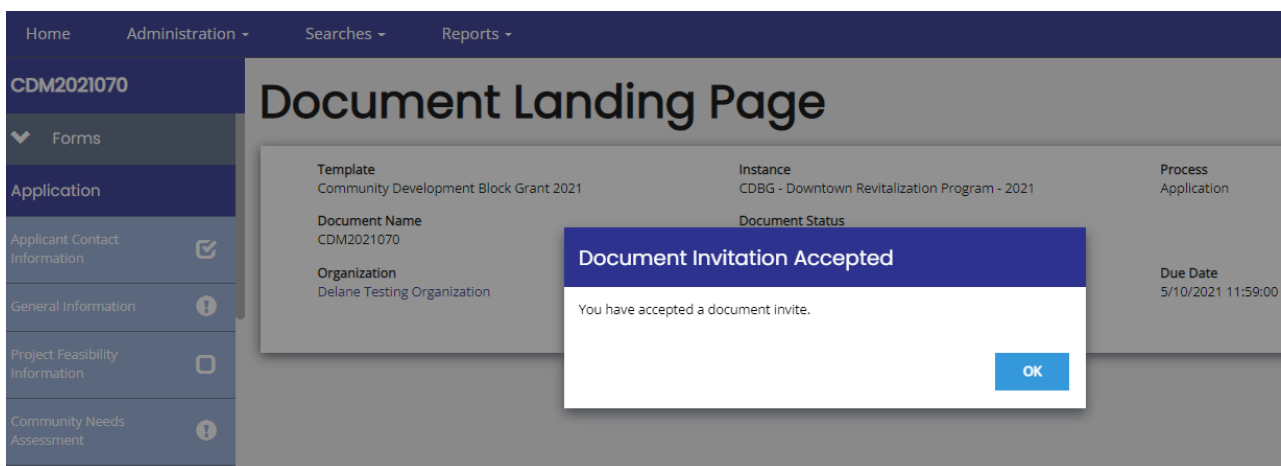 Home Administration Searches Reports
CDM2021070
Forms
Application
Applicant Contact
Information
General Information
Project Feasibility
Information
Community Needs
Assessment
Document Landing Page
Template
Community Development Block Grant 2021
Instance
CDBG - Downtown Revitalization Program - 2021
Process
Application
Document Name
CDM2021070
Document Status
Organization
Delane Testing Organization
Due Date
5/10/2021 11:59:00
Document Invitation Accepted
You have accepted a document invite.
OK